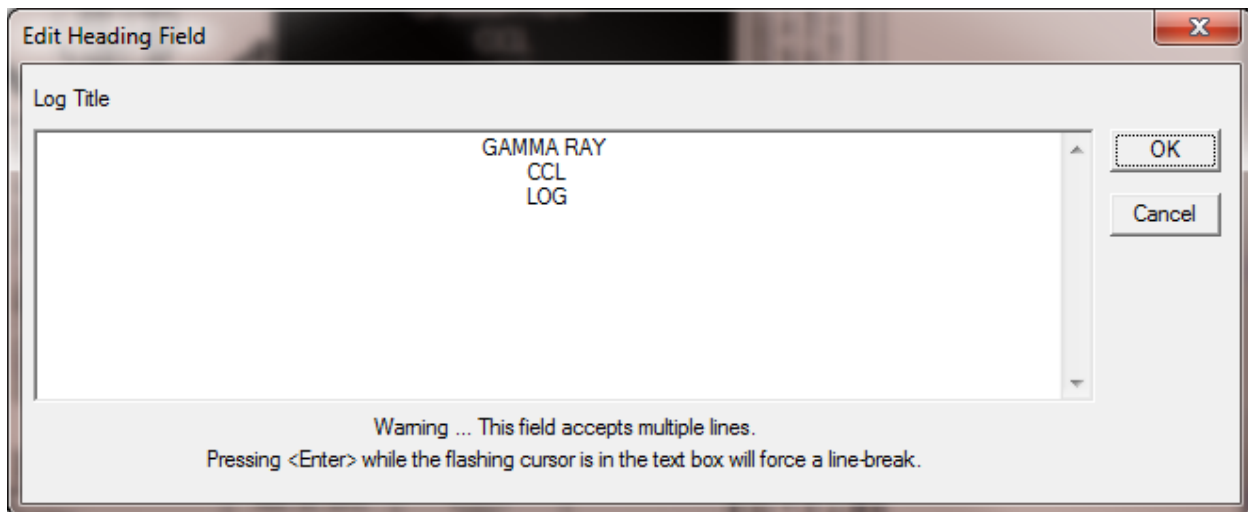 Edit Heading Field
Log Title
GAMMA RAY
CCL
LOG
OK
Cancel
Warning ... This field accepts multiple lines.
Pressing <Enter> while the flashing cursor is in the text box will force a line-break.